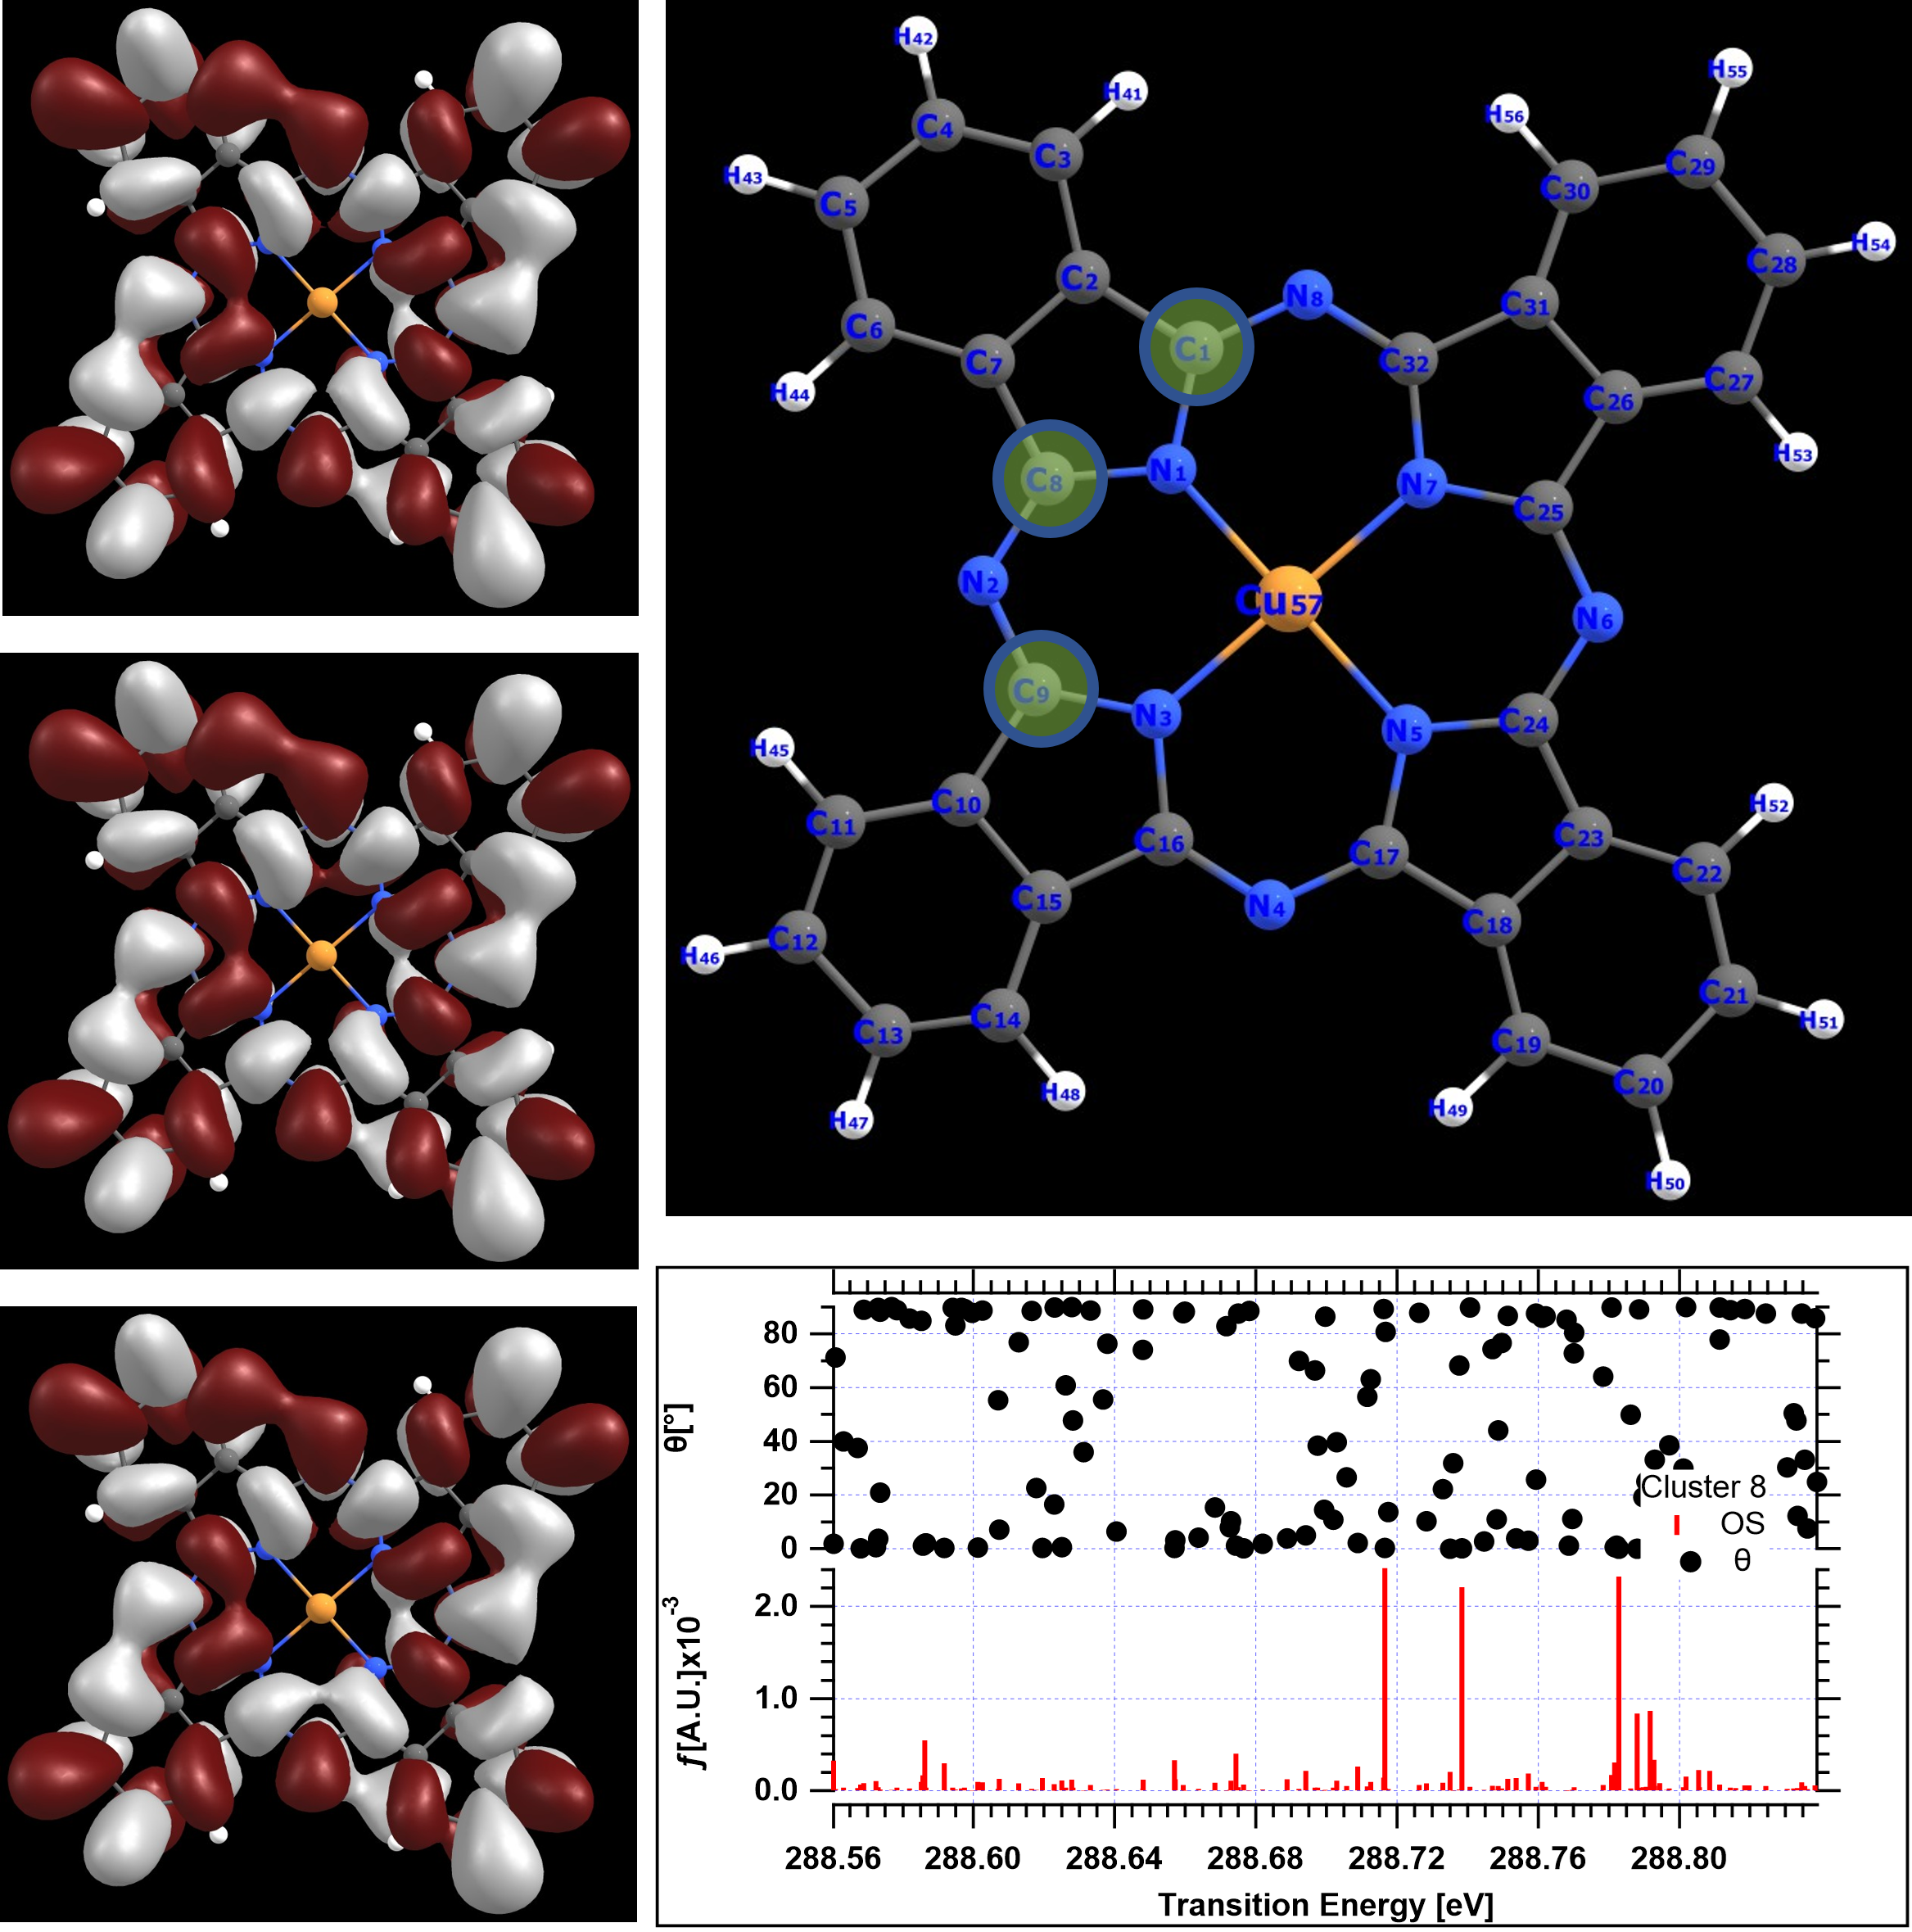 H42
H55
H41
H56
C4
C3
C29
H43
C30
C5
H54
C28
C2
N8
C31
C6
C1
C32
C7
C27
H44
C26
H53
C8
N1
N7
C25
N2
Cu57
N6
C9
N3
C24
H45
N5
C10
H52
C11
C16
C17
C23
C22
C15
N4
C18
H46
C12
C21
C14
H51
C13
C19
C20
H48
H49
H47
H50
80
60
40
20
0
θ[°]
Cluster 8
OS
θ
2.0
1.0
0.0
f[A.U.]x10⁻³
288.56 288.60 288.64 288.68 288.72 288.76 288.80
Transition Energy [eV]